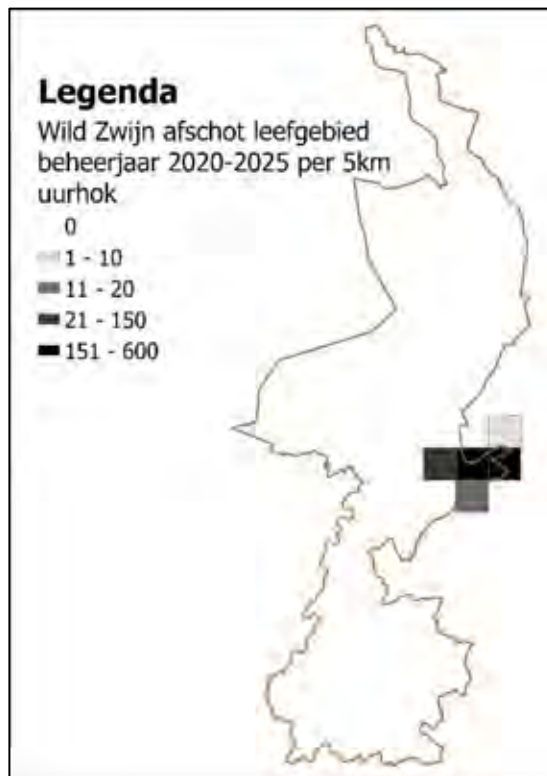 Legenda
Wild Zwijn afschot leefgebied
beheerjaar 2020-2025 per 5km
uurhok
0
1 - 10
11 - 20
21 - 150
151 - 600